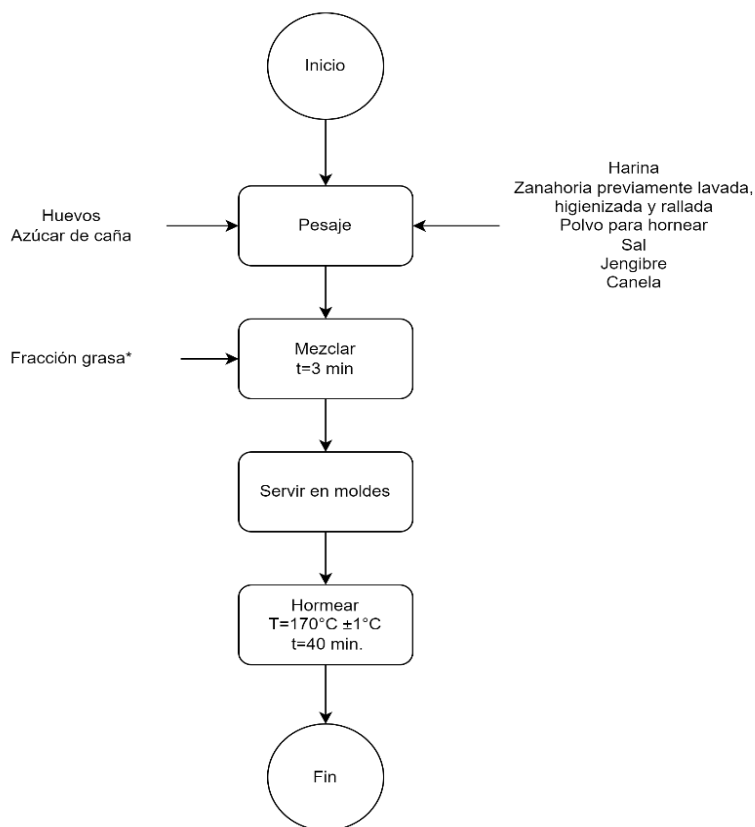 Inicio
Huevos
Azúcar de caña
Pesaje
Harina
Zanahoria previamente lavada,
higienizada y rallada
Polvo para hornear
Sal
Jengibre
Canela
Fracción grasa*
Mezclar
t=3 min
Servir en moldes
Hormear
T=170°C ±1°C
t=40 min.
Fin